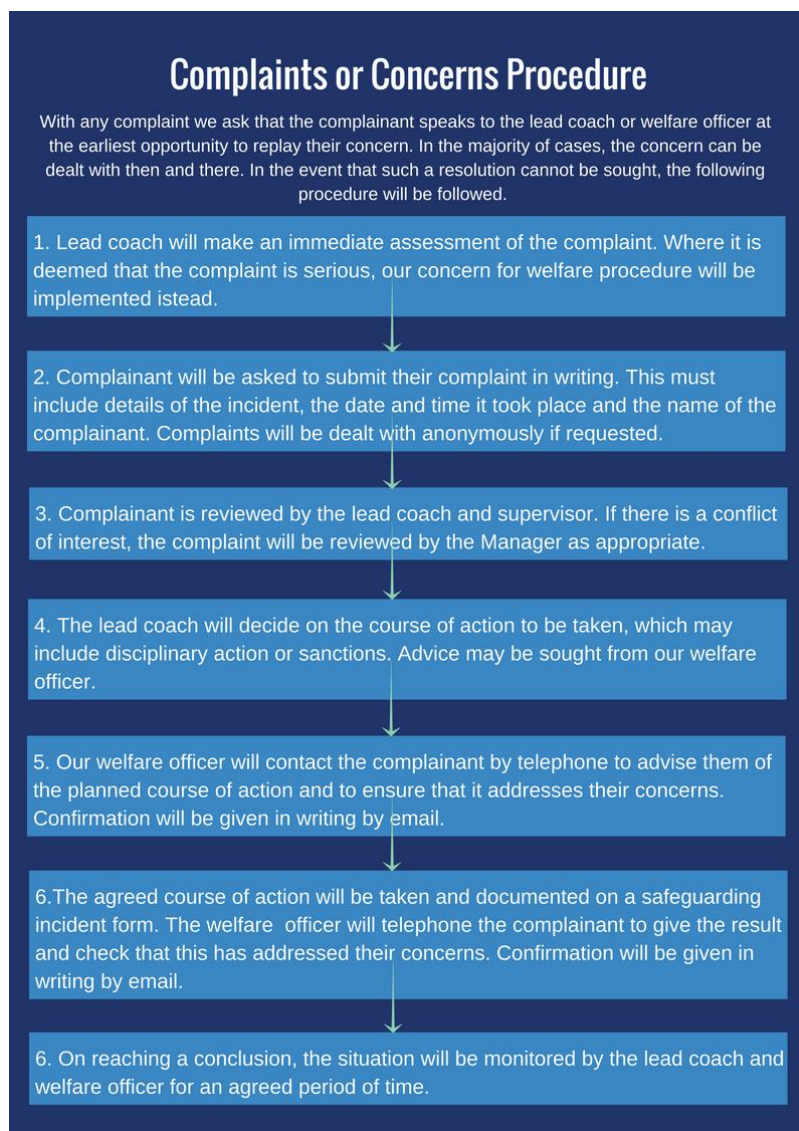 Complaints or Concerns Procedure
With any complaint we ask that the complainant speaks to the lead coach or welfare officer at
the earliest opportunity to replay their concern. In the majority of cases, the concern can be
dealt with then and there. In the event that such a resolution cannot be sought, the following
procedure will be followed.
1. Lead coach will make an immediate assessment of the complaint. Where it is
deemed that the complaint is serious, our concern for welfare procedure will be
implemented istead.
2. Complainant will be asked to submit their complaint in writing. This must
include details of the incident, the date and time it took place and the name of the
complainant. Complaints will be dealt with anonymously if requested.
3. Complainant is reviewed by the lead coach and supervisor. If there is a conflict
of interest, the complaint will be reviewed by the Manager as appropriate.
4. The lead coach will decide on the course of action to be taken, which may
include disciplinary action or sanctions. Advice may be sought from our welfare
officer.
5. Our welfare officer will contact the complainant by telephone to advise them of
the planned course of action and to ensure that it addresses their concerns.
Confirmation will be given in writing by email.
6.The agreed course of action will be taken and documented on a safeguarding
incident form. The welfare  officer will telephone the complainant to give the result
and check that this has addressed their concerns. Confirmation will be given in
writing by email.
6. On reaching a conclusion, the situation will be monitored by the lead coach and
welfare officer for an agreed period of time.